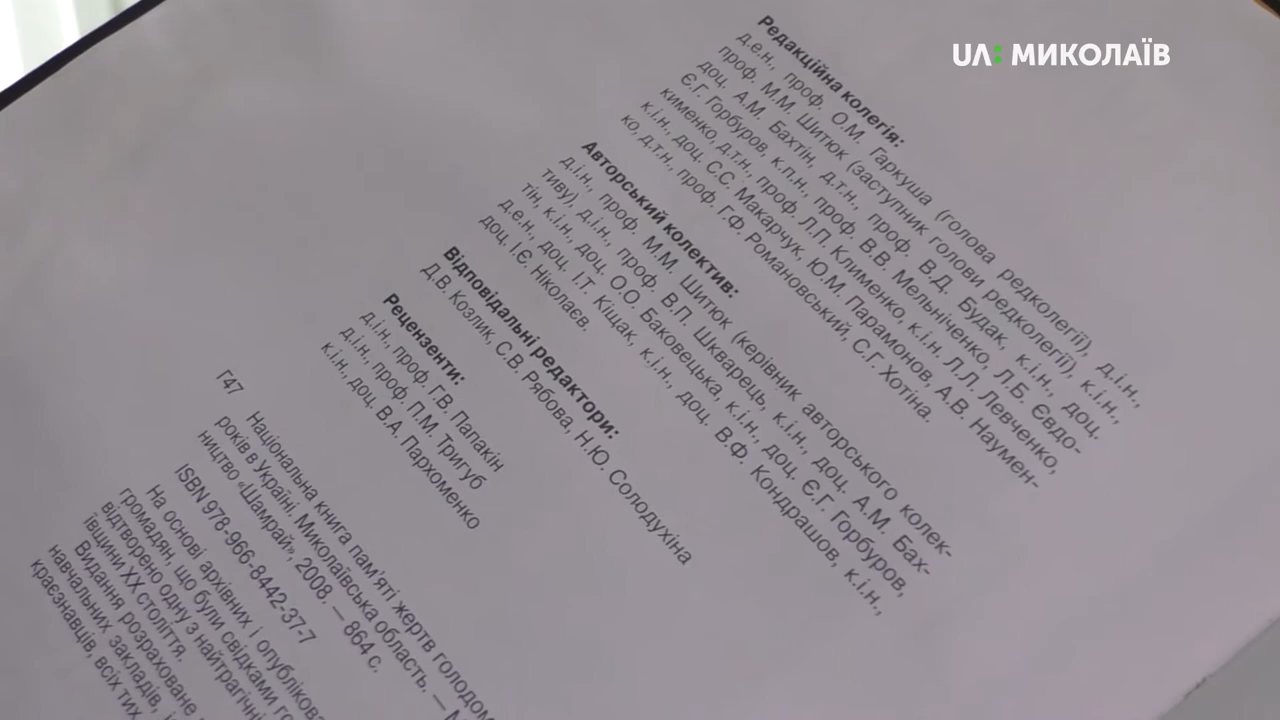 UA: МИКОЛАЇВ
Редакційна колегія:
д.е.н., проф. О.М. Гаркуша (голова редколегії), д.і.н.,
проф. М.М. Шитюк (заступник голови редколегії), к.і.н.,
доц. А.М. Бахтін, д.т.н., проф. В.Д. Будак, к.і.н., доц.
Є.Г. Горбуров, к.п.н., проф. В.В. Мельніченко, Л.Б. Євдо-
кименко, д.т.н., проф. Л.П. Клименко, к.і.н. Л.Л. Левченко,
к.і.н., доц. С.С. Макарчук, Ю.М. Парамонов, А.В. Наумен-
ко, д.т.н., проф. Г.Ф. Романовський, С.Г. Хотіна.
Авторський колектив:
д.і.н., проф. М.М. Шитюк (керівник авторського колек-
тиву), д.і.н., проф. В.П. Шкварець, к.і.н., доц. А.М. Бах-
тін, к.і.н., доц. О.О. Баковецька, к.і.н., доц. Є.Г. Горбуров,
д.е.н., доц. І.Т. Кіщак, к.і.н., доц. В.Ф. Кондрашов, к.і.н.,
доц. І.Є. Ніколаєв.
Відповідальні редактори:
Д.В. Козлик, С.В. Рябова, Н.Ю. Солодухіна
Рецензенти:
д.і.н., проф. Г.В. Папакін
д.і.н., проф П.М. Тригуб
к.і.н., доц. В.А Пархоменко
Г47 Національна книга пам'яті жертв голодом
років в Україні. Миколаївська область. —
ництво «Шамрай», 2008. — 864 с.
ISBN 978-966-8442-37-7
На основі архівних і опубліков
громадян, що були свідками го
відтворено одну з найтрагічн
ївщини ХХ століття.
Видання розраховане
навчальних закладів,
краєзнавців, всіх тих